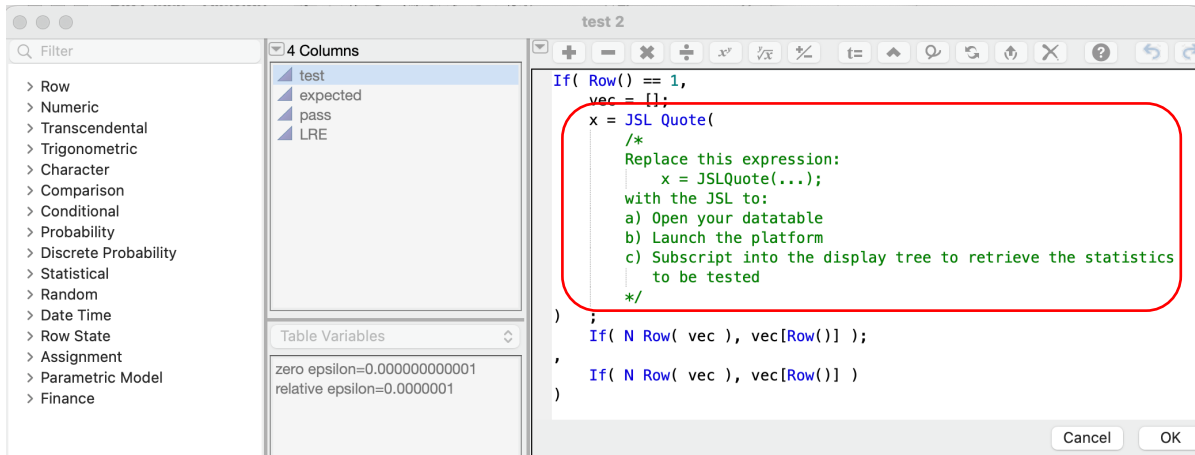 test 2
Filter
> Row
> Numeric
> Transcendental
> Trigonometric
> Character
> Comparison
> Conditional
> Probability
> Discrete Probability
> Statistical
> Random
> Date Time
> Row State
> Assignment
> Parametric Model
> Finance
4 Columns
test
expected
pass
LRE
Table Variables
zero epsilon=0.000000000001
relative epsilon=0.0000001
t=
?
If( Row() == 1,
vec = [];
x = JSL Quote(
/*
Replace this expression:
x = JSLQuote(...);
with the JSL to:
a) Open your datatable
b) Launch the platform
c) Subscript into the display tree to retrieve the statistics
to be tested
*/
) ;
If( N Row( vec ), vec[Row()] );
,
If( N Row( vec ), vec[Row()] )
)
Cancel
OK